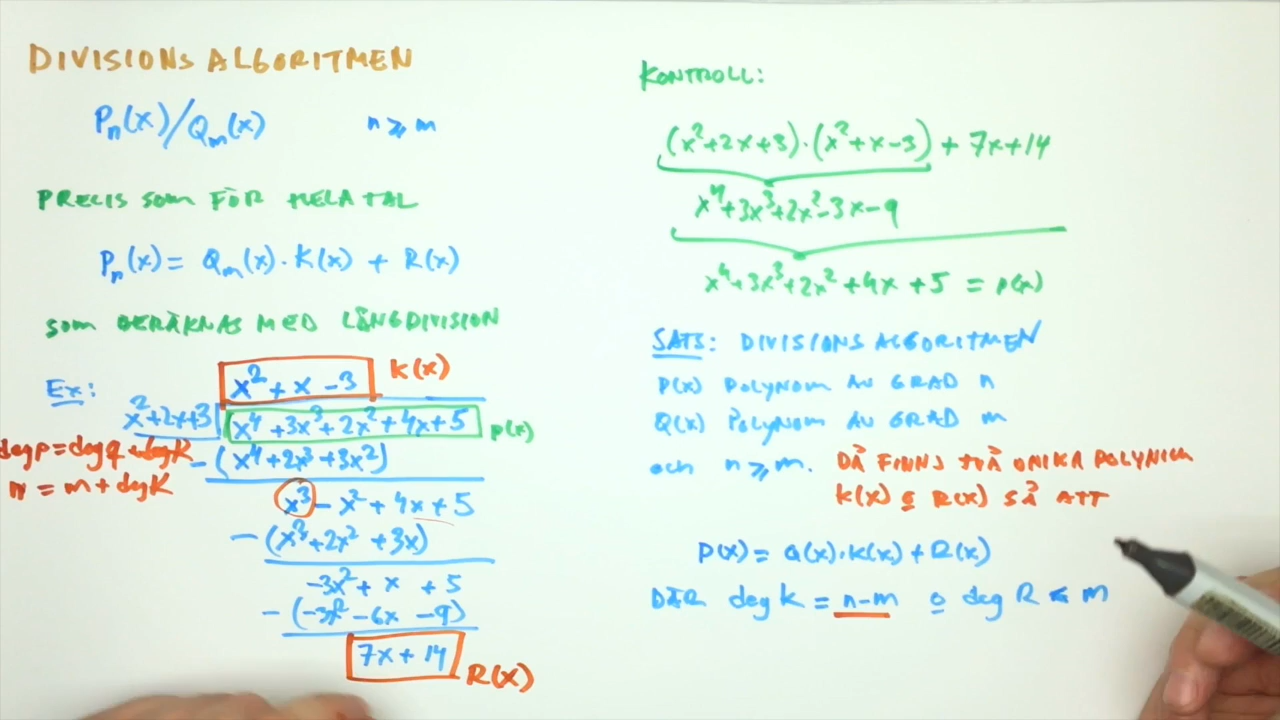 DIVISIONSALGORITMEN
Pₙ(x)/Qₘ(x) n ≥ m
PRECIS SOM FÖR HELA TAL
Pₙ(x) = Qₘ(x)·K(x) + R(x)
SOM BERÄKNAS MED LÅNGDIVISION
Ex:
x² + x - 3 K(x)
x²+2x+3 x⁴ + 3x³ + 2x² + 4x + 5 P(x)
deg p = deg q + deg K
n = m + deg K
- (x⁴ + 2x³ + 3x²)
x³ - x² + 4x + 5
- (x³ + 2x² + 3x)
-3x² + x + 5
- (-3x² - 6x - 9)
7x + 14 R(x)
KONTROLL:
(x²+2x+3)·(x²+x-3) + 7x+14
x⁴+3x³+2x²-3x-9
x⁴+3x³+2x²+4x+5 = P(x)
SATS: DIVISIONSALGORITMEN
P(x) POLYNOM AV GRAD n
Q(x) POLYNOM AV GRAD m
och n ≥ m. DÅ FINNS TVÅ UNIKA POLYNOM
K(x) o R(x) SÅ ATT
P(x) = Q(x)·K(x) + R(x)
DÄR deg K = n-m o deg R < m